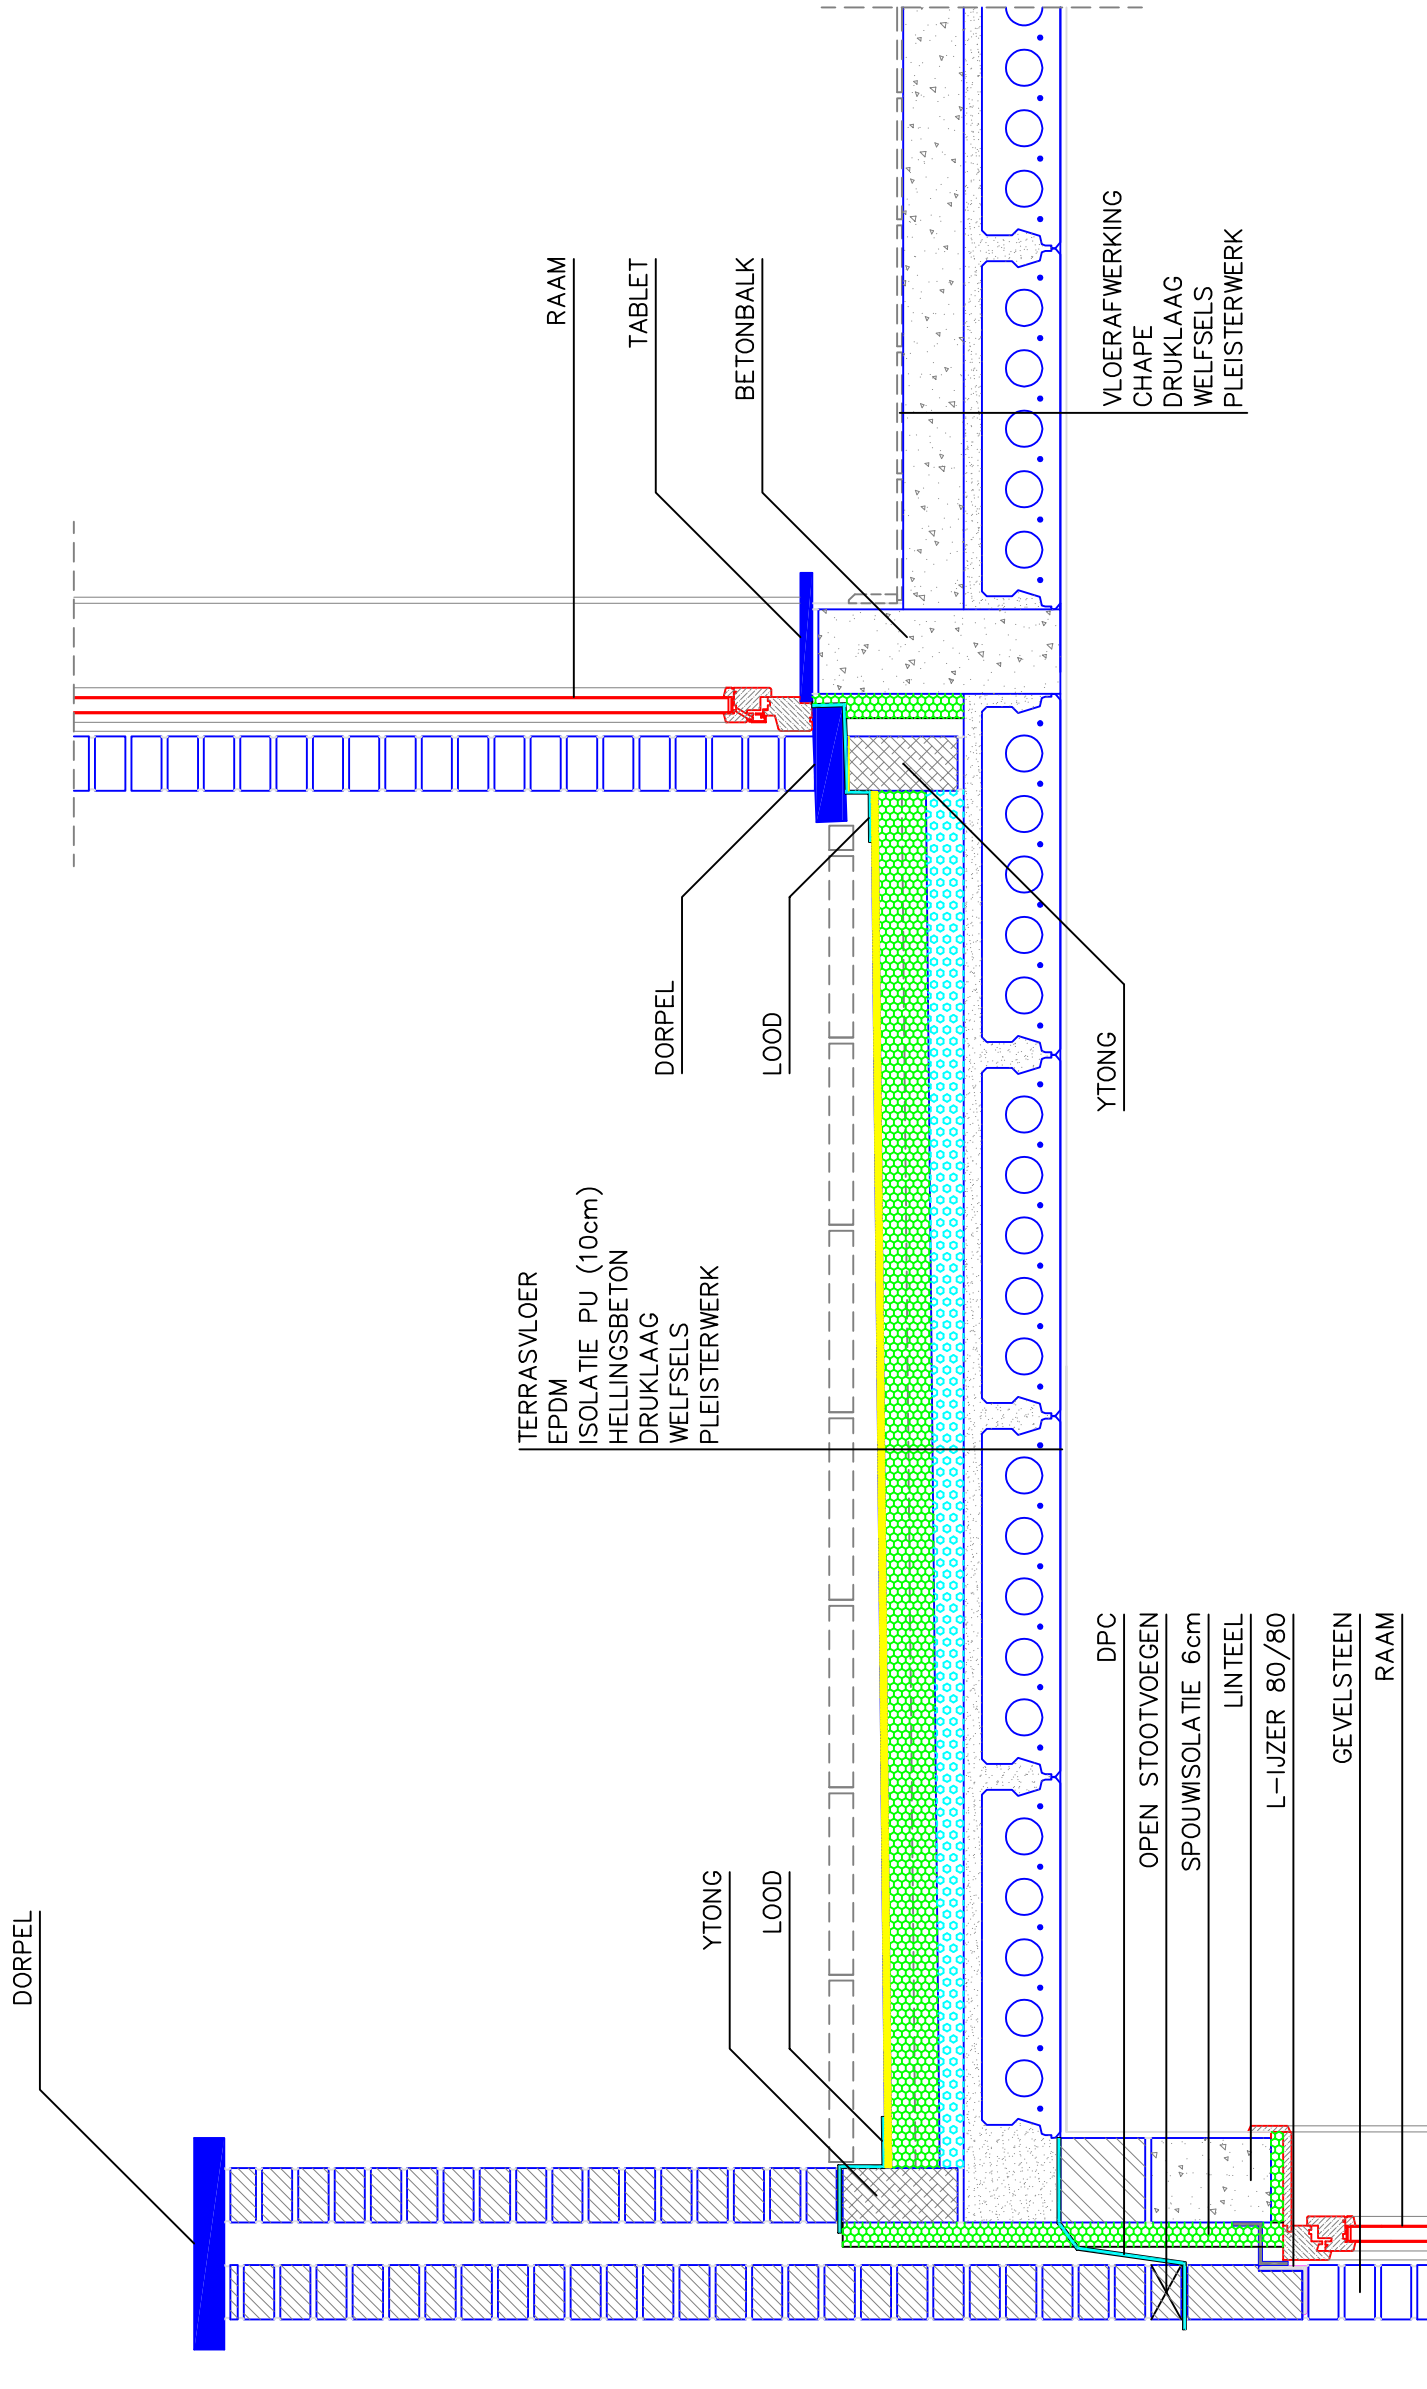 DORPEL
YTONG
LOOD
TERRASVLOER
EPDM
ISOLATIE PU (10cm)
HELLINGSBETON
DRUKLAAG
WELFSELS
PLEISTERWERK
DPC
OPEN STOOTVOEGEN
SPOUWISOLATIE 6cm
LINTEEL
L-IJZER 80/80
GEVELSTEEN
RAAM
DORPEL
LOOD
YTONG
RAAM
TABLET
BETONBALK
VLOERAFWERKING
CHAPE
DRUKLAAG
WELFSELS
PLEISTERWERK